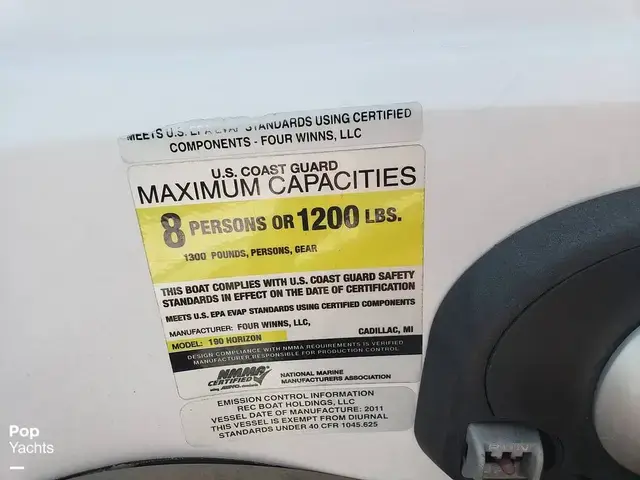 MEETS U.S. EPA EVAP STANDARDS USING CERTIFIED
COMPONENTS - FOUR WINNS, LLC
U.S. COAST GUARD
MAXIMUM CAPACITIES
8 PERSONS OR 1200 LBS.
1300 POUNDS, PERSONS, GEAR
THIS BOAT COMPLIES WITH U.S. COAST GUARD SAFETY
STANDARDS IN EFFECT ON THE DATE OF CERTIFICATION
MEETS U.S. EPA EVAP STANDARDS USING CERTIFIED COMPONENTS
MANUFACTURER: FOUR WINNS, LLC, CADILLAC, MI
MODEL: 190 HORIZON
DESIGN COMPLIANCE WITH NMMA REQUIREMENTS IS VERIFIED.
MANUFACTURER RESPONSIBLE FOR PRODUCTION CONTROL.
NMMA
CERTIFIED
NATIONAL MARINE
MANUFACTURERS ASSOCIATION
EMISSION CONTROL INFORMATION
REC BOAT HOLDINGS, LLC
VESSEL DATE OF MANUFACTURE: 2011
THIS VESSEL IS EXEMPT FROM DIURNAL
STANDARDS UNDER 40 CFR 1045.625
Pop
Yachts